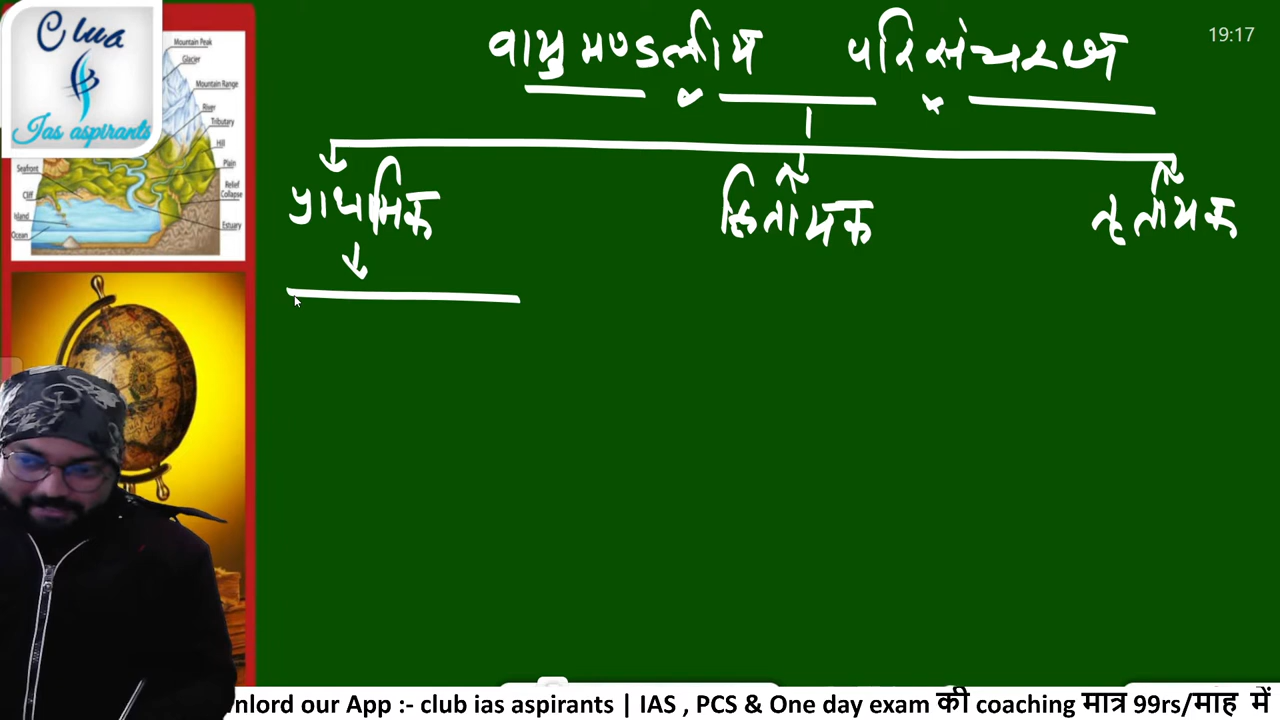 Clua
Ias aspirants
Mountain Peak
Glacier
Mountain Range
River
Tributary
Hill
Plain
Relief
Collapse
Estuary
Seafront
Cliff
Island
Ocean
19:17
वायुमण्डलीय परिसंचरण
प्राथमिक द्वितीयक तृतीयक
wnlord our App :- club ias aspirants | IAS , PCS & One day exam की coaching मात्र 99rs/माह में